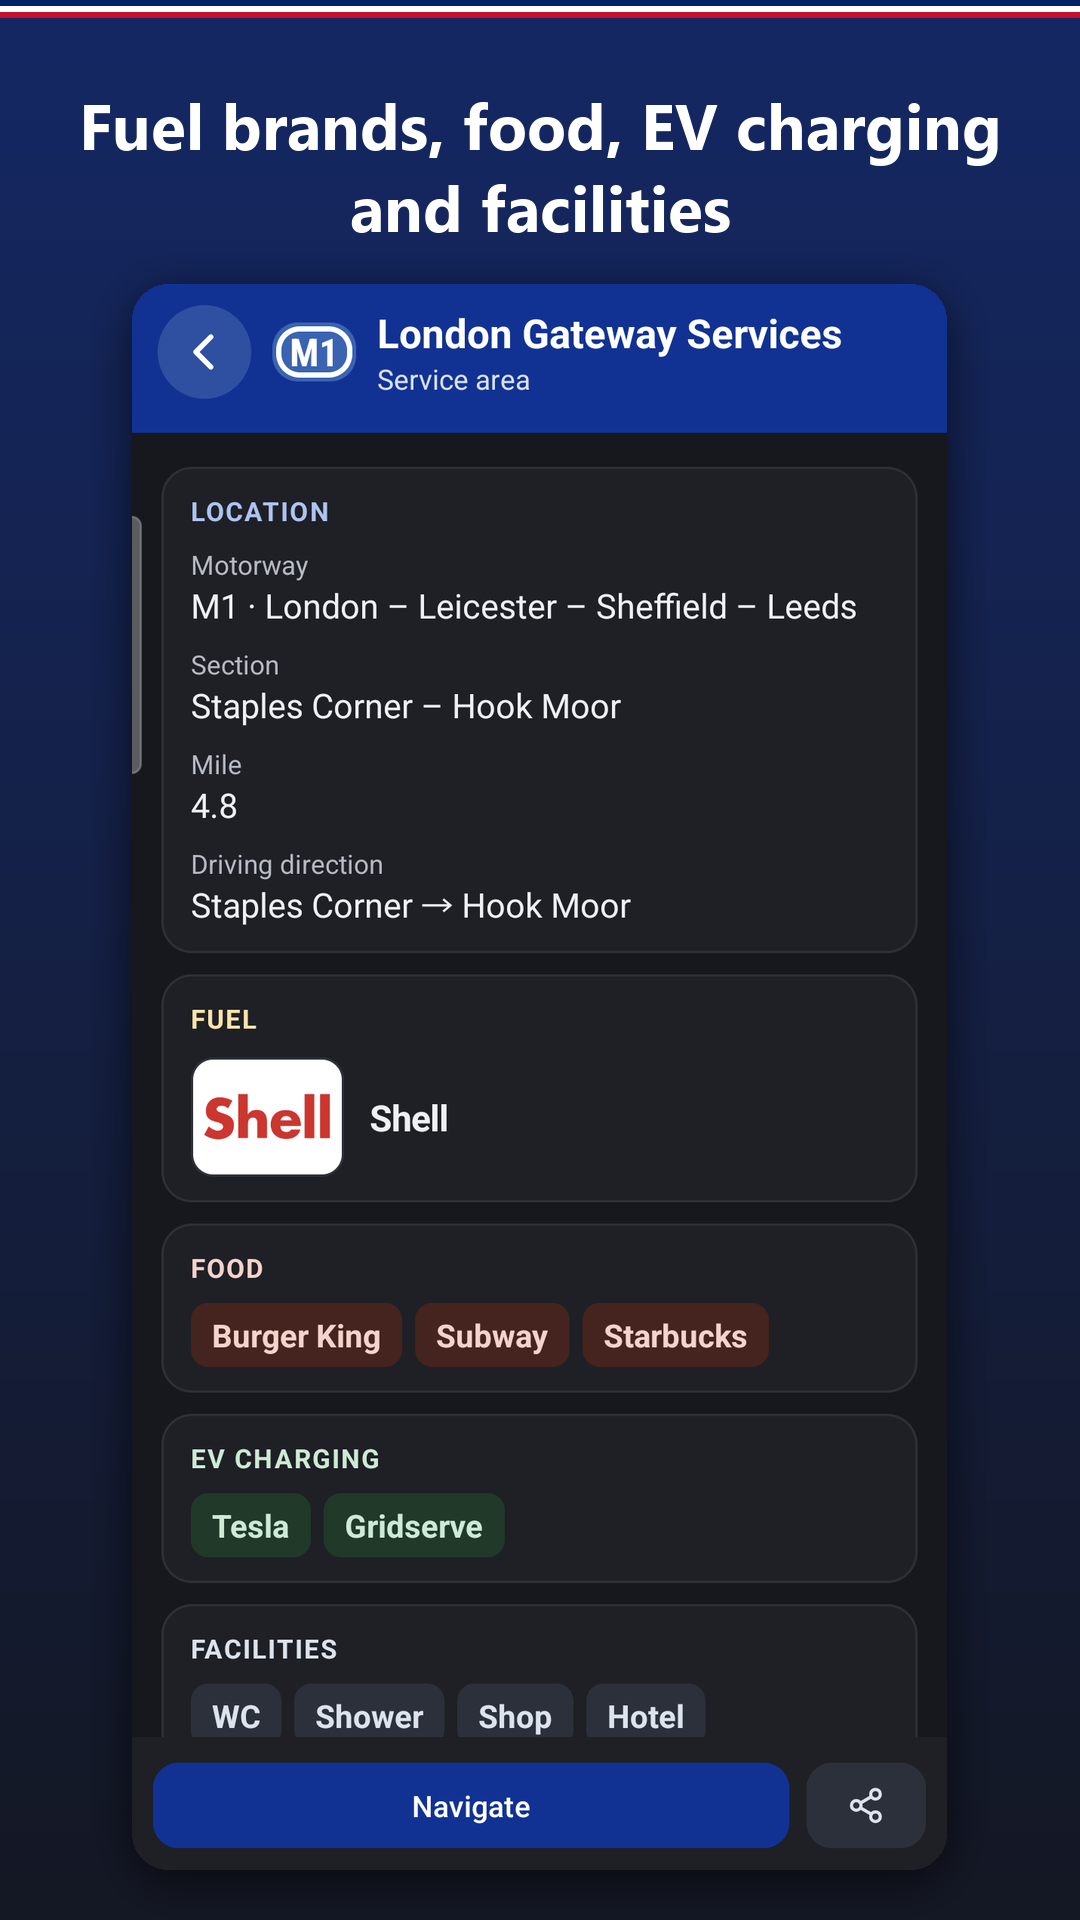 Fuel brands, food, EV charging
and facilities
M1
London Gateway Services
Service area
LOCATION
Motorway
M1 · London – Leicester – Sheffield – Leeds
Section
Staples Corner – Hook Moor
Mile
4.8
Driving direction
Staples Corner → Hook Moor
FUEL
Shell
Shell
FOOD
Burger King
Subway
Starbucks
EV CHARGING
Tesla
Gridserve
FACILITIES
WC
Shower
Shop
Hotel
Navigate